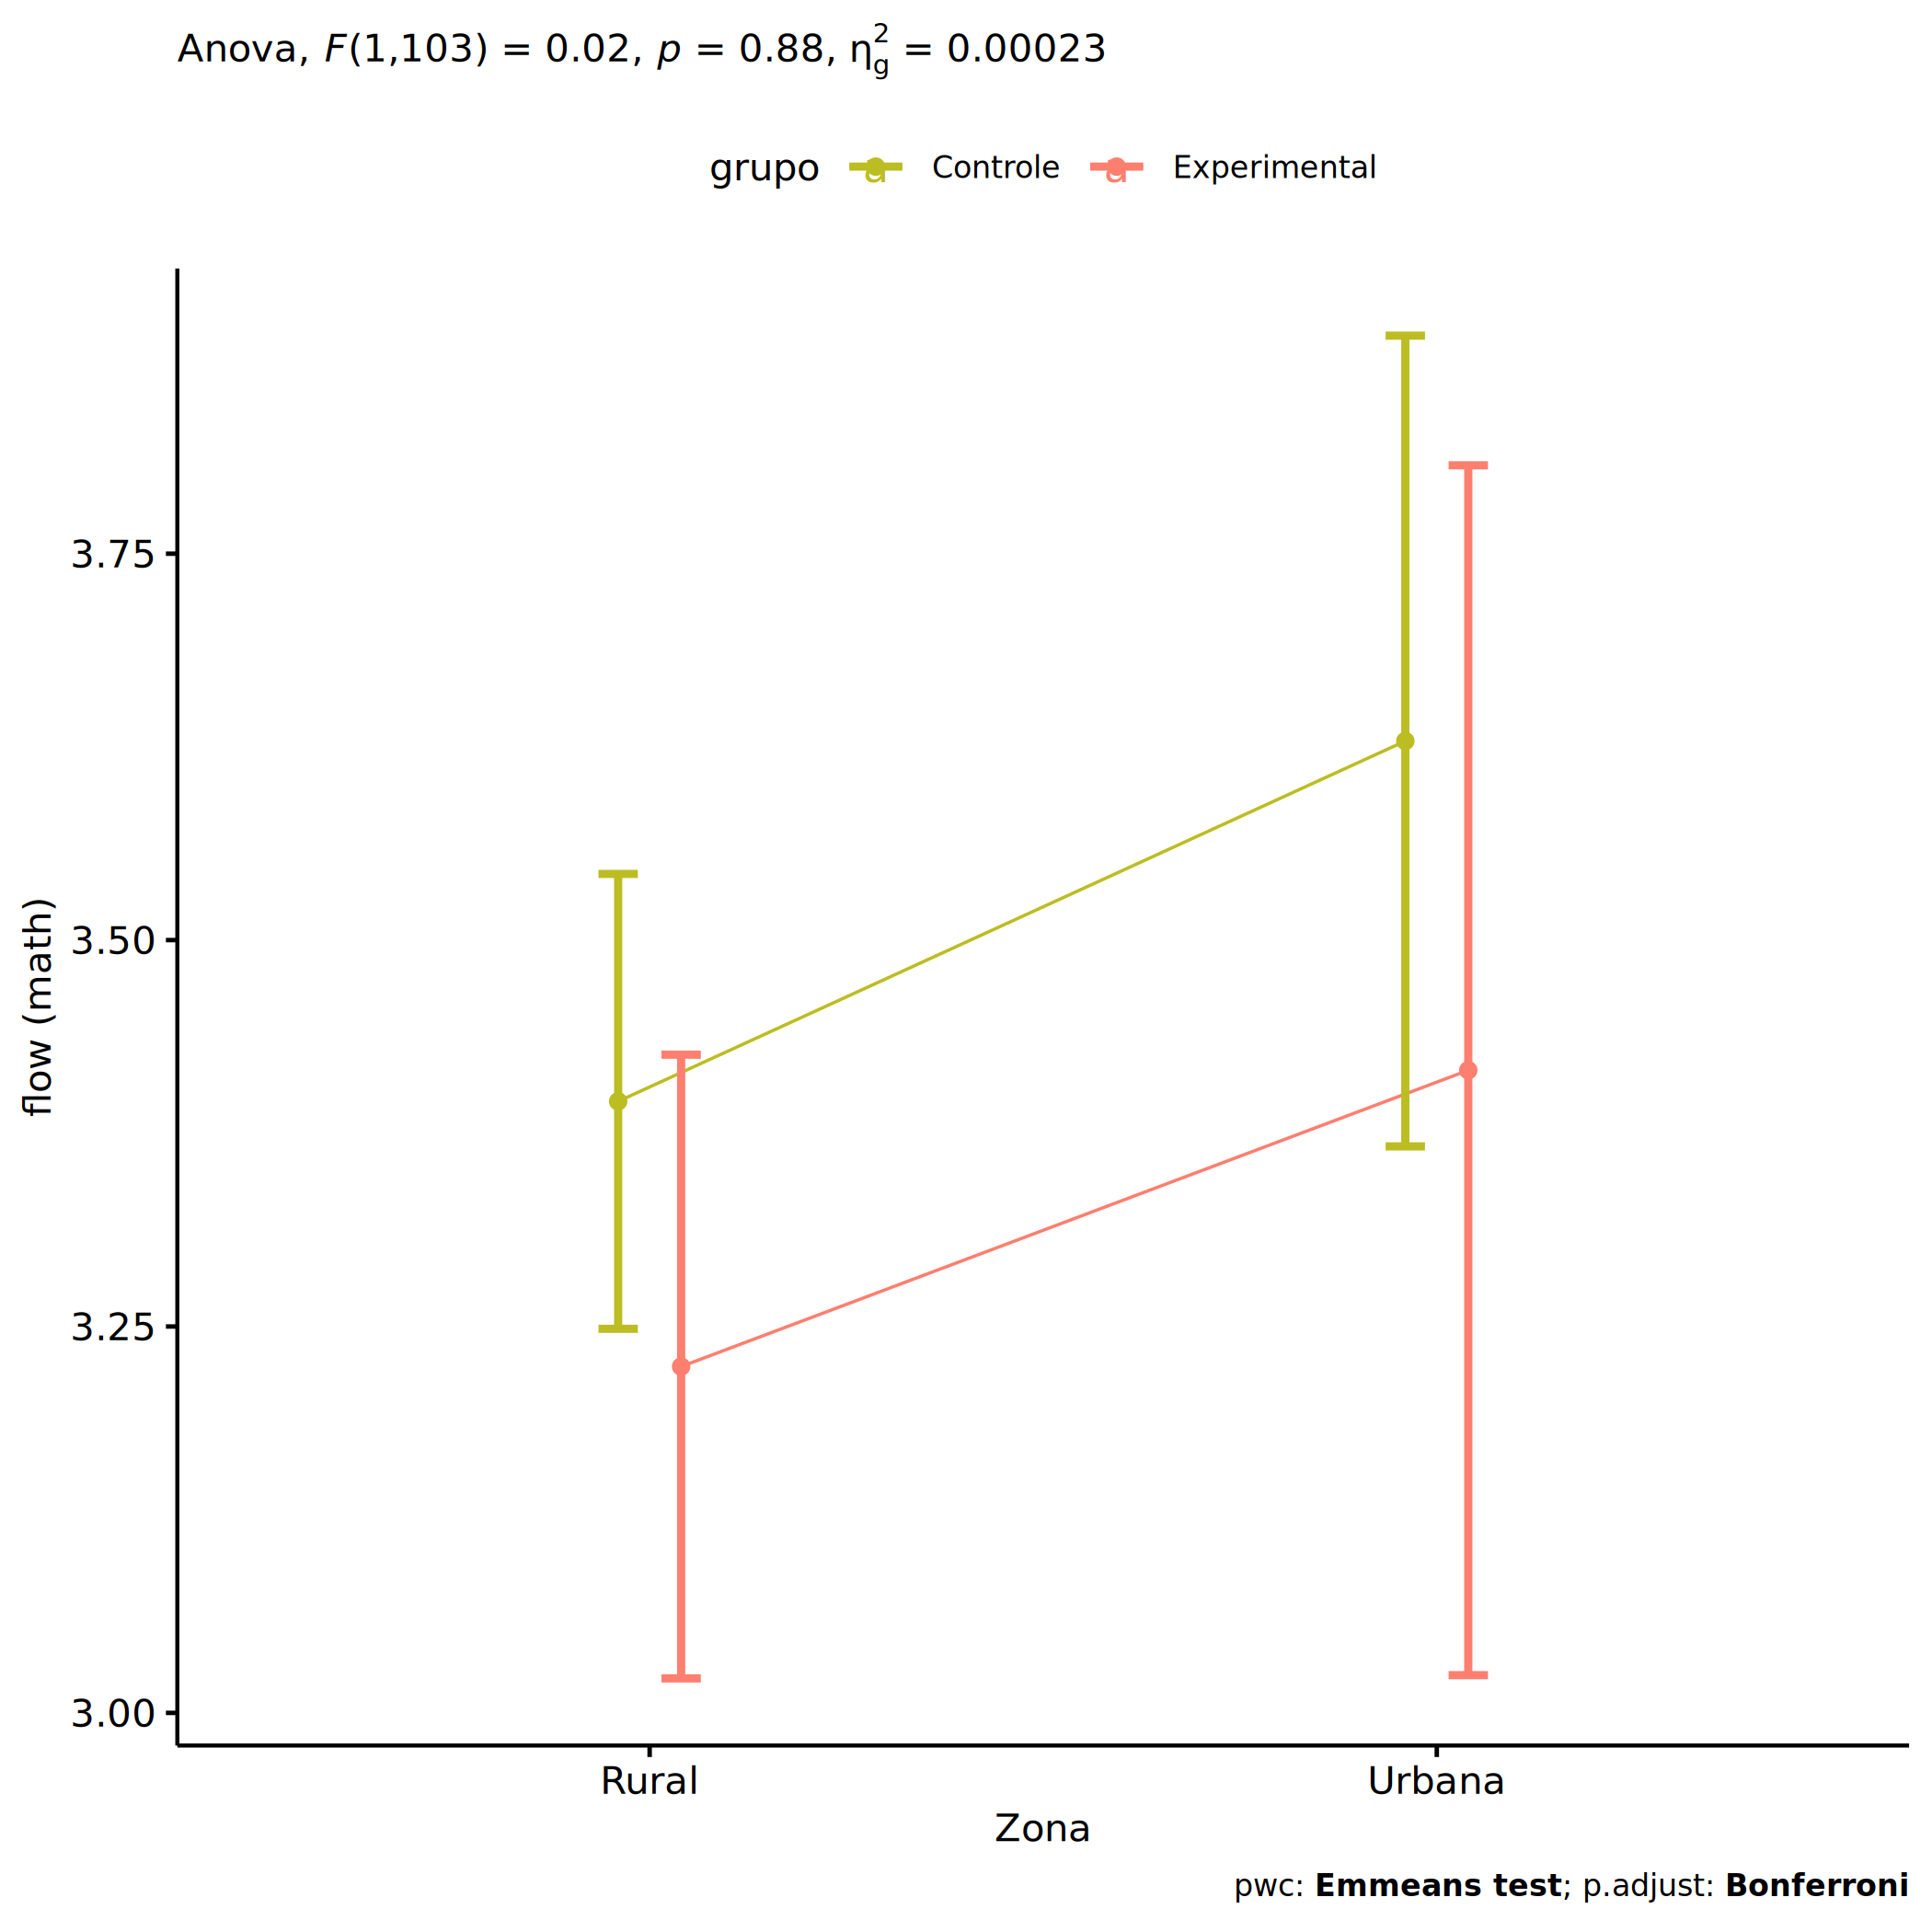 Anova, F(1,103) = 0.02, p = 0.88, η²g = 0.00023
grupo a Controle a Experimental
3.75
3.50
3.25
3.00
flow (math)
Rural Urbana
Zona
pwc: Emmeans test; p.adjust: Bonferroni